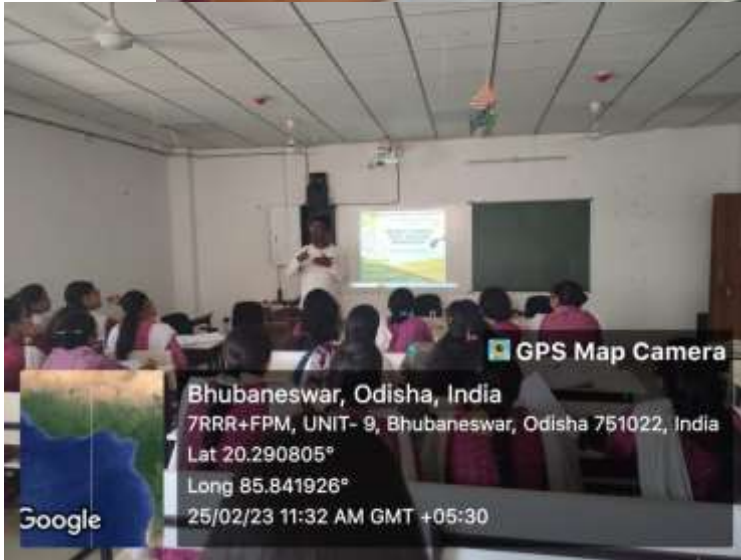 GPS Map Camera
Bhubaneswar, Odisha, India
7RRR+FPM, UNIT- 9, Bhubaneswar, Odisha 751022, India
Lat 20.290805°
Long 85.841926°
25/02/23 11:32 AM GMT +05:30
Google